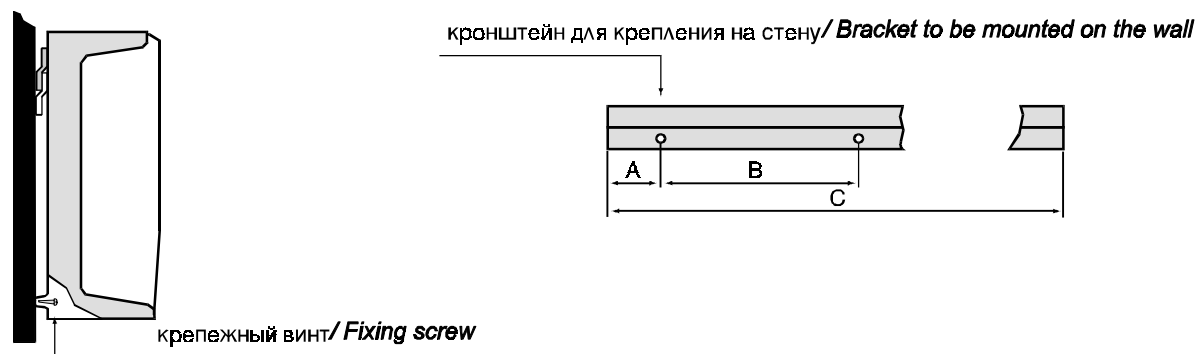 кронштейн для крепления на стену/ Bracket to be mounted on the wall
A B
C
крепежный винт/ Fixing screw